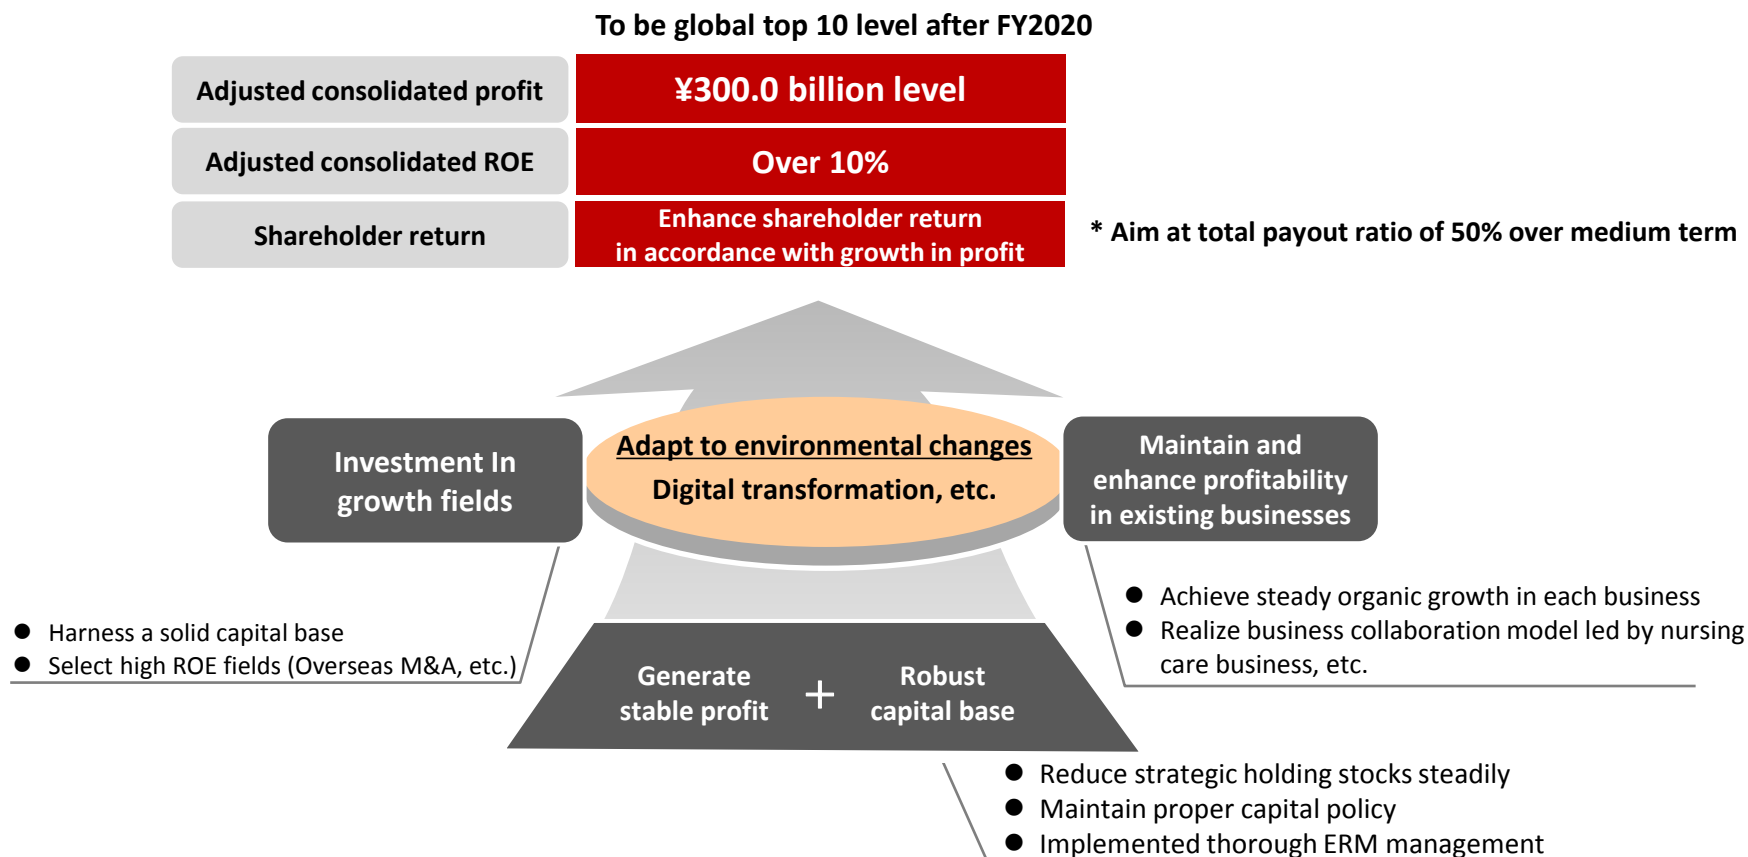 To be global top 10 level after FY2020
Adjusted consolidated profit
¥300.0 billion level
Adjusted consolidated ROE
Over 10%
Shareholder return
Enhance shareholder return
in accordance with growth in profit
* Aim at total payout ratio of 50% over medium term
Investment In
growth fields
Adapt to environmental changes
Digital transformation, etc.
Maintain and
enhance profitability
in existing businesses
● Harness a solid capital base
● Select high ROE fields (Overseas M&A, etc.)
● Achieve steady organic growth in each business
● Realize business collaboration model led by nursing
care business, etc.
Generate
stable profit
+
Robust
capital base
● Reduce strategic holding stocks steadily
● Maintain proper capital policy
● Implemented thorough ERM management